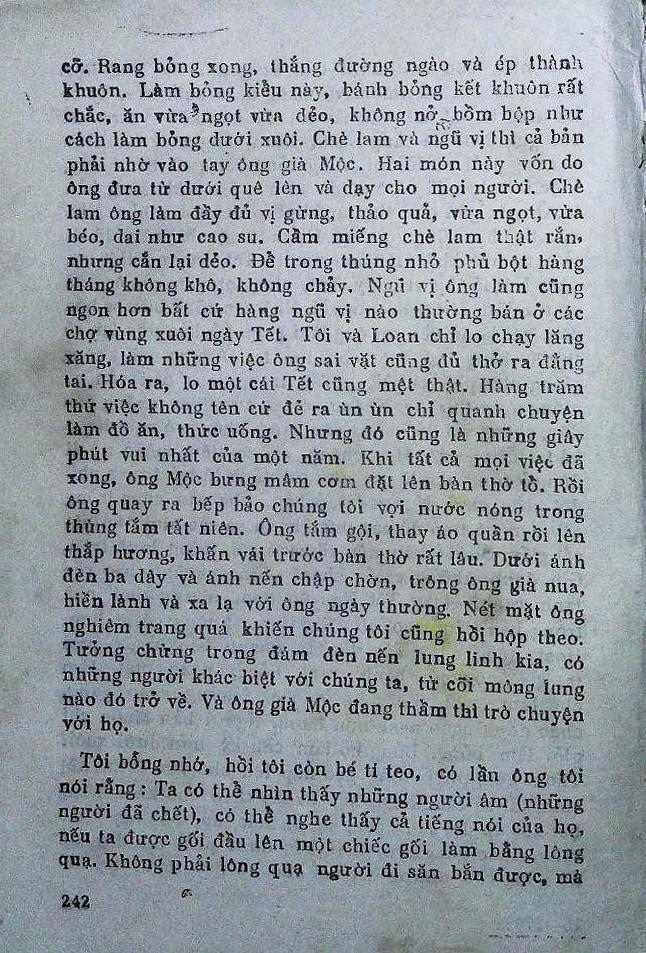 cỡ. Rang bỏng xong, thắng đường ngào và ép thành
khuôn. Làm bỏng kiểu này, bánh bỏng kết khuôn rất
chắc, ăn vừa ngọt vừa dẻo, không nở bồm bộp như
cách làm bỏng dưới xuôi. Chè lam và ngũ vị thì cả bản
phải nhờ vào tay ông già Mộc. Hai món này vốn do
ông đưa từ dưới quê lên và dạy cho mọi người. Chè
lam ông làm đầy đủ vị gừng, thảo quả, vừa ngọt, vừa
béo, dai như cao su. Cầm miếng chè lam thật rắn,
nhưng cắn lại dẻo. Để trong thúng nhỏ phủ bột hàng
tháng không khô, không chảy. Ngũ vị ông làm cũng
ngon hơn bất cứ hàng ngũ vị nào thường bán ở các
chợ vùng xuôi ngày Tết. Tôi và Loan chỉ lo chạy lăng
xăng, làm những việc ông sai vặt cũng đủ thở ra đằng
tai. Hóa ra, lo một cái Tết cũng mệt thật. Hàng trăm
thứ việc không tên cứ đẻ ra ùn ùn chỉ quanh chuyện
làm đồ ăn, thức uống. Nhưng đó cũng là những giây
phút vui nhất của một năm. Khi tất cả mọi việc đã
xong, ông Mộc bưng mâm cơm đặt lên bàn thờ tổ. Rồi
ông quay ra bếp bảo chúng tôi vợi nước nóng trong
thùng tắm tất niên. Ông tắm gội, thay áo quần rồi lên
thắp hương, khấn vái trước bàn thờ rất lâu. Dưới ánh
đèn ba dây và ánh nến chập chờn, trông ông già nua,
hiền lành và xa lạ với ông ngày thường. Nét mặt ông
nghiêm trang quá khiến chúng tôi cũng hồi hộp theo.
Tưởng chừng trong đám đèn nến lung linh kia, có
những người khác biệt với chúng ta, từ cõi mông lung
nào đó trở về. Và ông già Mộc đang thầm thì trò chuyện
với họ.
Tôi bỗng nhớ, hồi tôi còn bé tí teo, có lần ông tôi
nói rằng: Ta có thể nhìn thấy những người âm (những
người đã chết), có thể nghe thấy cả tiếng nói của họ,
nếu ta được gối đầu lên một chiếc gối làm bằng lông
quạ. Không phải lông quạ người đi săn bắn được, mà
242